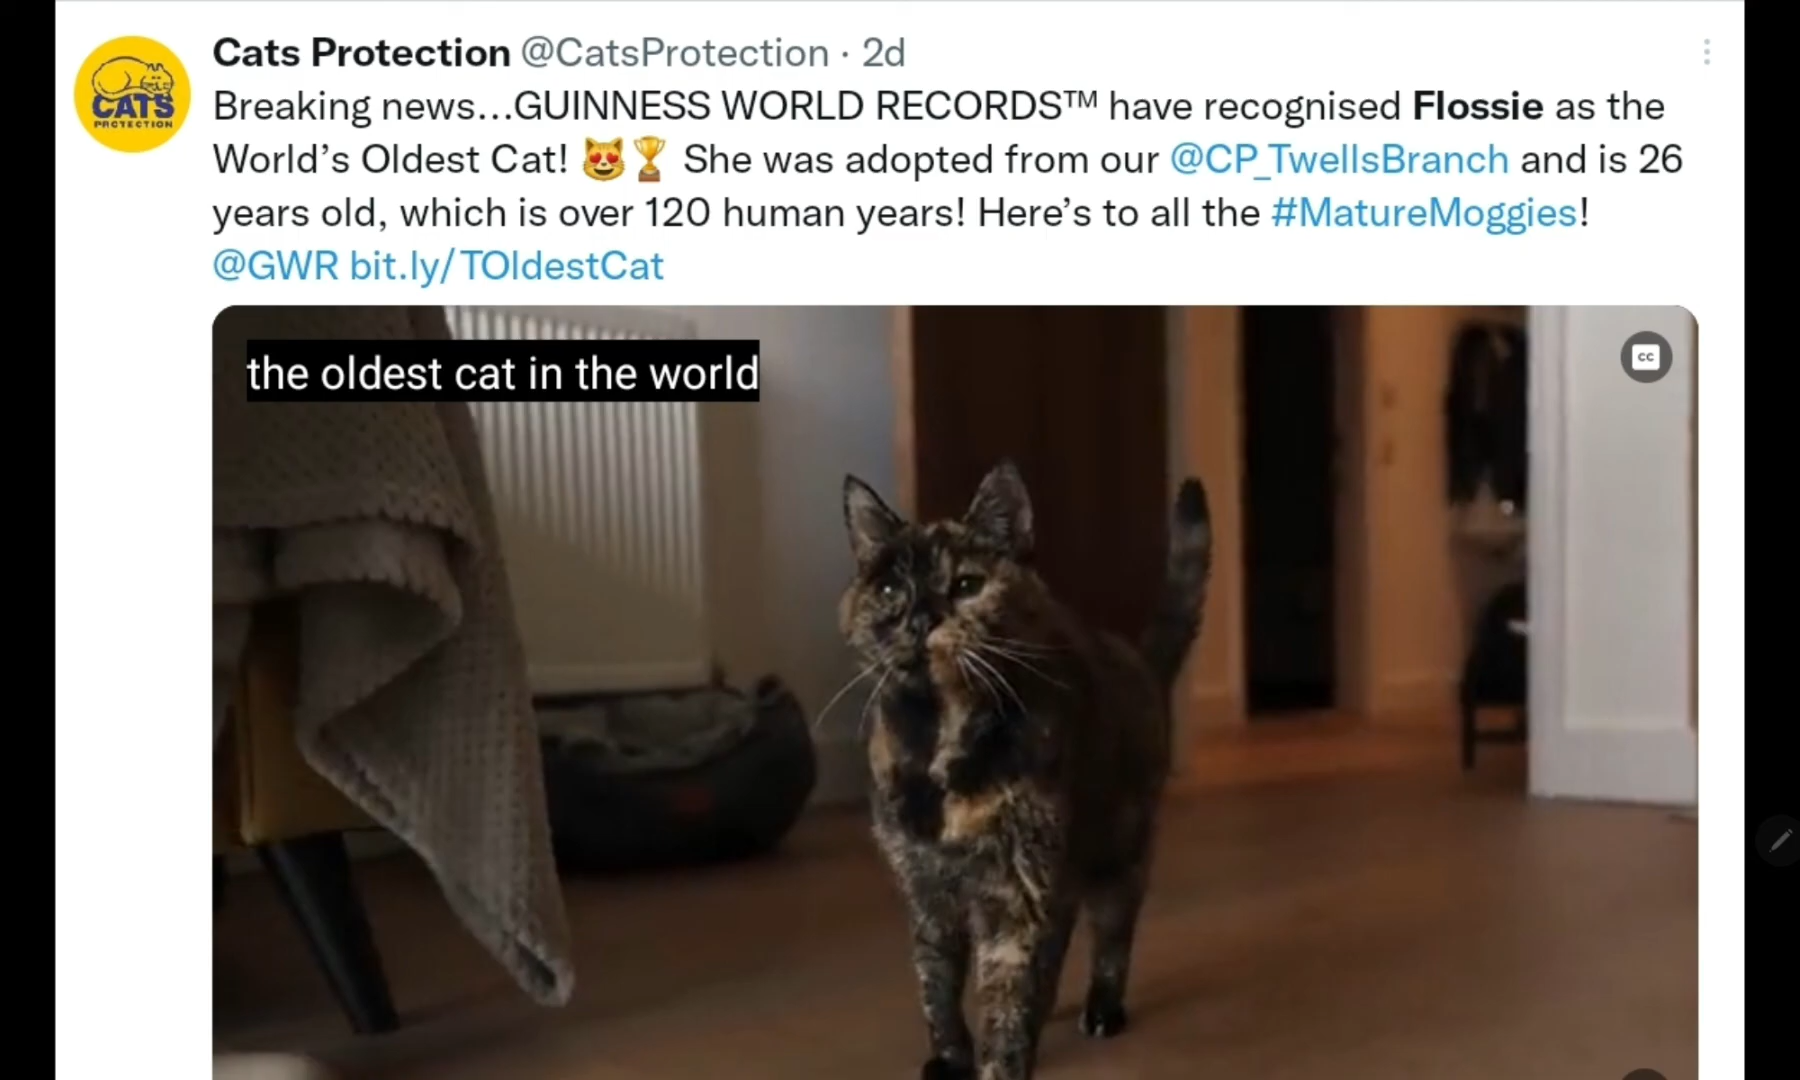 Cats Protection @CatsProtection · 2d
Breaking news...GUINNESS WORLD RECORDS™ have recognised Flossie as the
World's Oldest Cat! 😻🏆 She was adopted from our @CP_TwellsBranch and is 26
years old, which is over 120 human years! Here's to all the #MatureMoggies!
@GWR bit.ly/TOldestCat
CATS
PROTECTION
the oldest cat in the world
CC